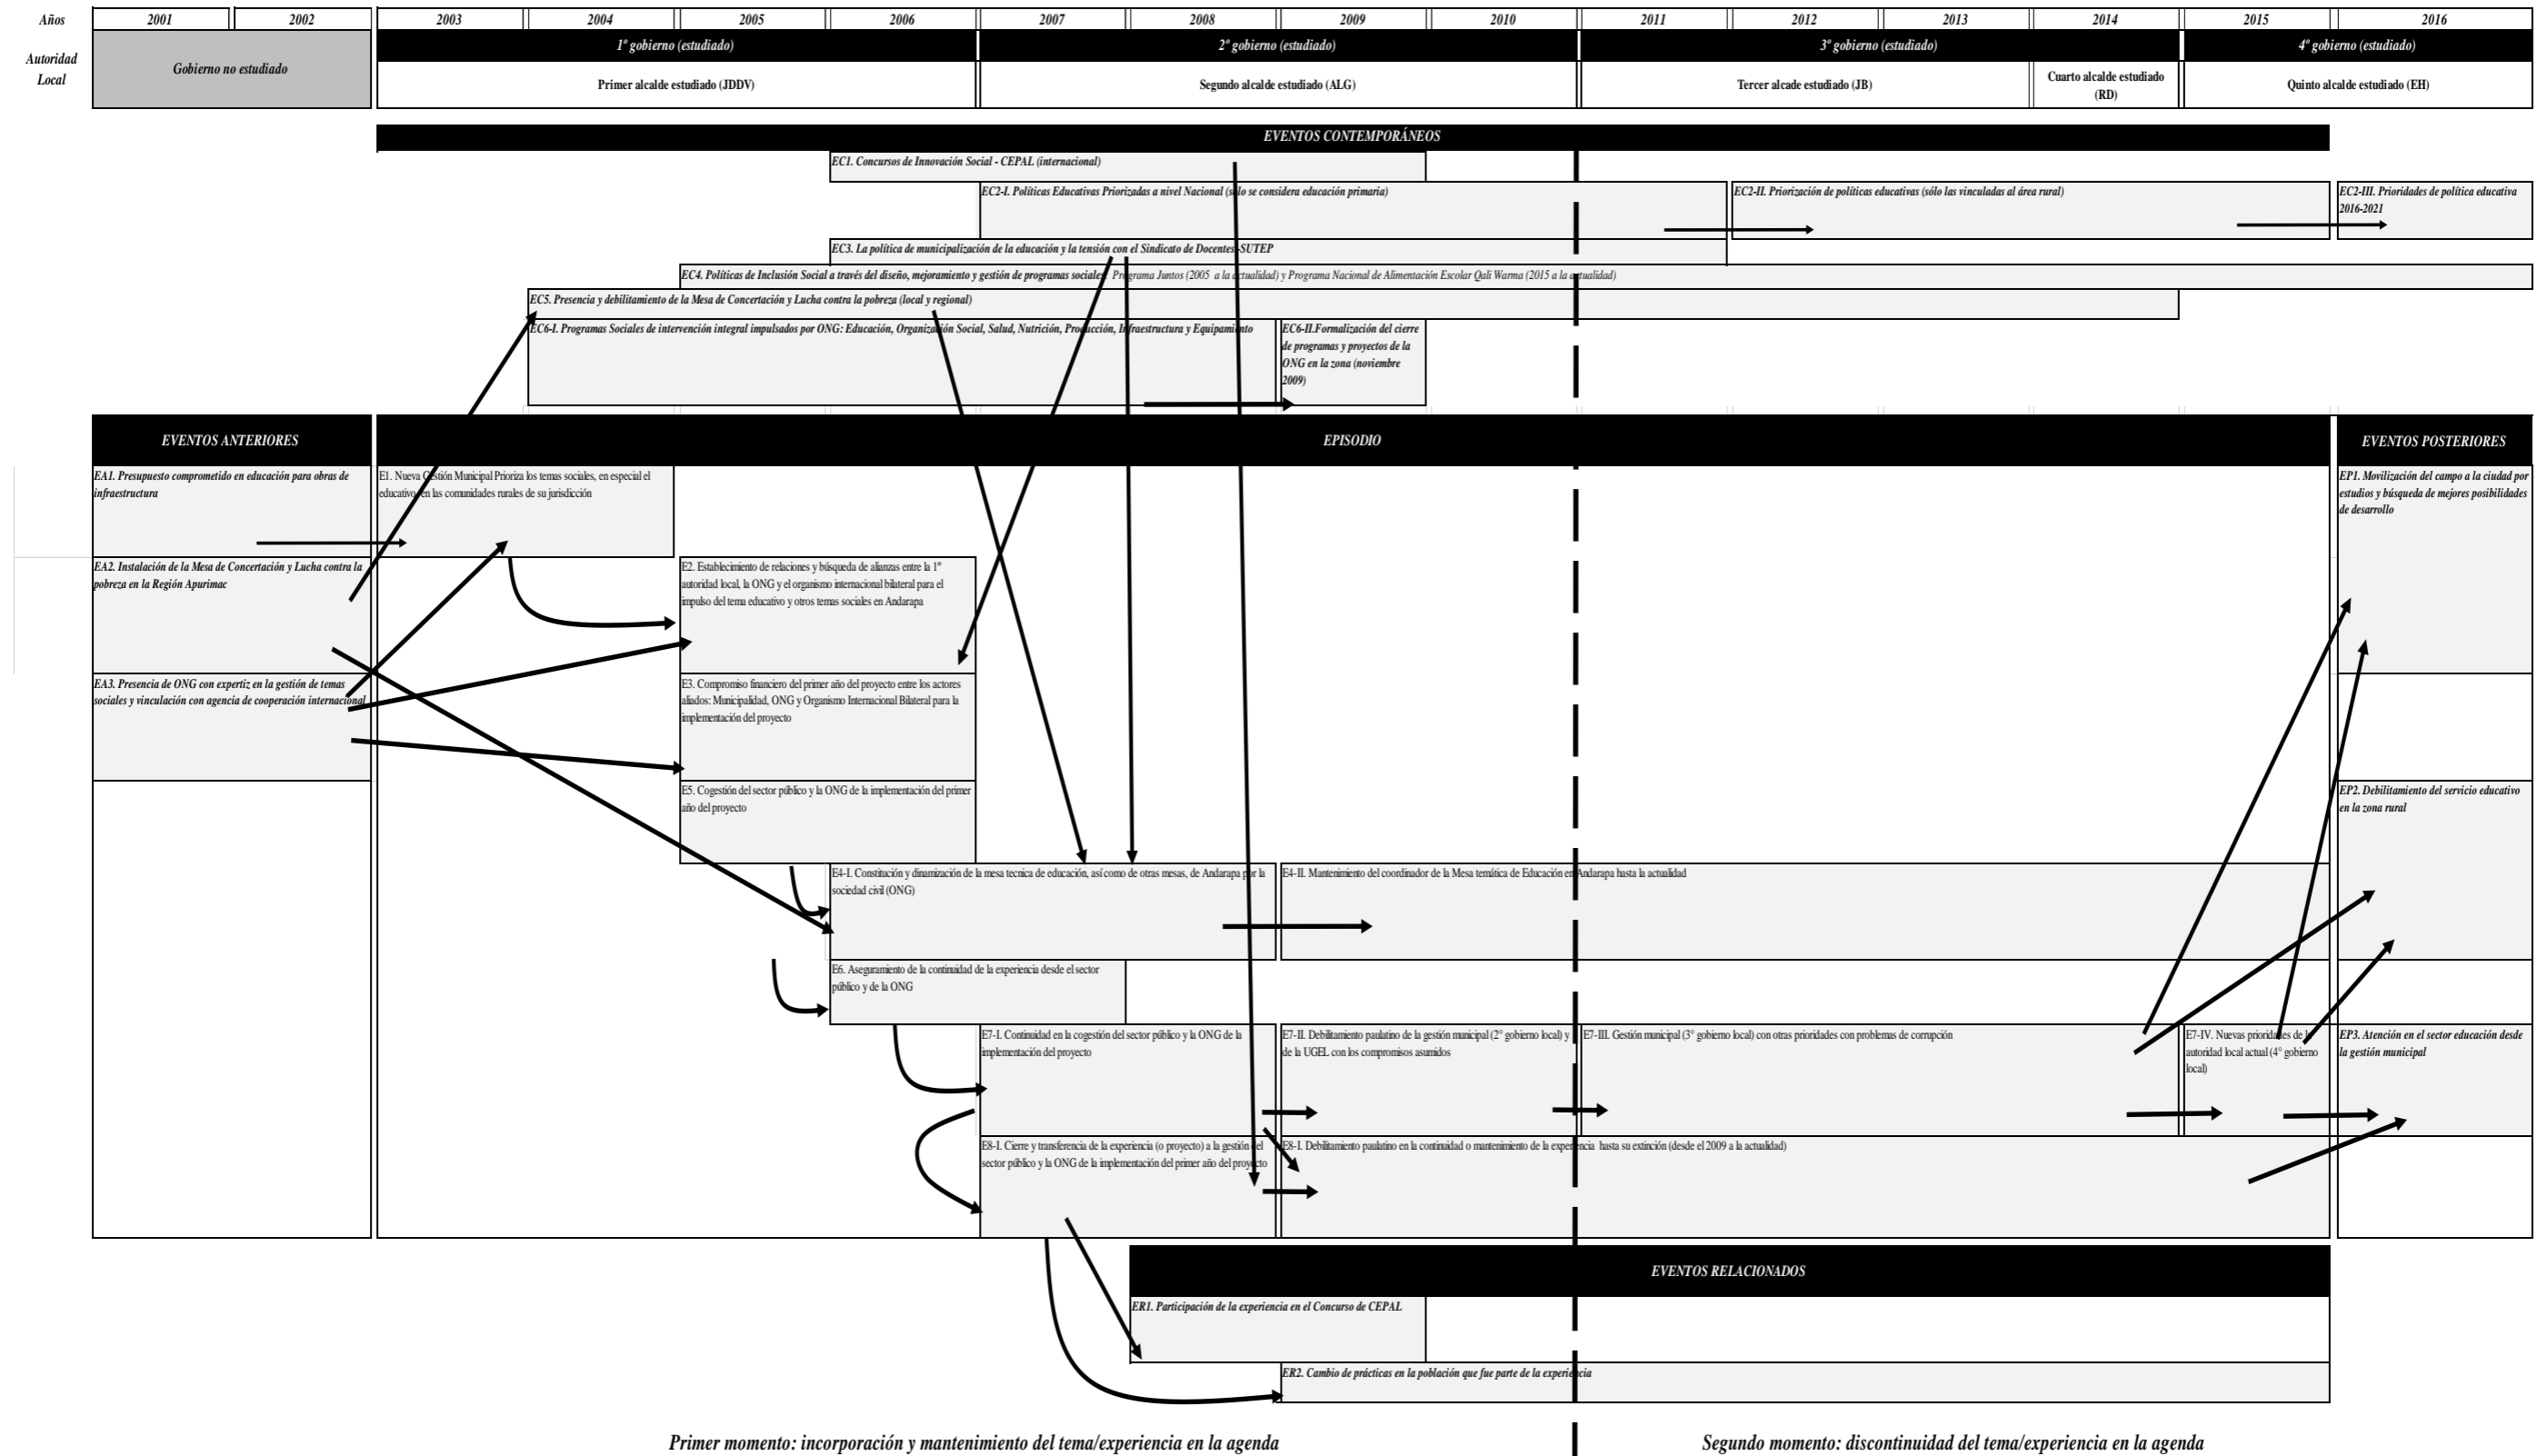 Años 2001 2002 2003 2004 2005 2006 2007 2008 2009 2010 2011 2012 2013 2014 2015 2016
Autoridad
Local
Gobierno no estudiado
1º gobierno (estudiado)
2º gobierno (estudiado)
3º gobierno (estudiado)
4º gobierno (estudiado)
Primer alcalde estudiado (JDDV)
Segundo alcalde estudiado (ALG)
Tercer alcade estudiado (JB)
Cuarto alcalde estudiado
(RD)
Quinto alcalde estudiado (EH)
EVENTOS CONTEMPORÁNEOS
EC1. Concursos de Innovación Social - CEPAL (internacional)
EC2-I. Políticas Educativas Priorizadas a nivel Nacional (sólo se considera educación primaria)
EC2-II. Priorización de políticas educativas (sólo las vinculadas al área rural)
EC2-III. Prioridades de política educativa
2016-2021
EC3. La política de municipalización de la educación y la tensión con el Sindicato de Docentes -SUTEP
EC4. Políticas de Inclusión Social a través del diseño, mejoramiento y gestión de programas sociales: Programa Juntos (2005 a la actualidad) y Programa Nacional de Alimentación Escolar Qali Warma (2015 a la actualidad)
EC5. Presencia y debilitamiento de la Mesa de Concertación y Lucha contra la pobreza (local y regional)
EC6-I. Programas Sociales de intervención integral impulsados por ONG: Educación, Organización Social, Salud, Nutrición, Producción, Infraestructura y Equipamiento
EC6-II.Formalización del cierre
de programas y proyectos de la
ONG en la zona (noviembre
2009)
EVENTOS ANTERIORES
EPISODIO
EVENTOS POSTERIORES
EA1. Presupuesto comprometido en educación para obras de
infraestructura
E1. Nueva Gestión Municipal Prioriza los temas sociales, en especial el
educativo, en las comunidades rurales de su jurisdicción
EP1. Movilización del campo a la ciudad por
estudios y búsqueda de mejores posibilidades
de desarrollo
EA2. Instalación de la Mesa de Concertación y Lucha contra la
pobreza en la Región Apurimac
E2. Establecimiento de relaciones y búsqueda de alianzas entre la 1º
autoridad local, la ONG y el organismo internacional bilateral para el
impulso del tema educativo y otros temas sociales en Andarapa
EA3. Presencia de ONG con expertiz en la gestión de temas
sociales y vinculación con agencia de cooperación internacional
E3. Compromiso financiero del primer año del proyecto entre los actores
aliados: Municipalidad, ONG y Organismo Internacional Bilateral para la
implementación del proyecto
E5. Cogestión del sector público y la ONG de la implementación del primer
año del proyecto
EP2. Debilitamiento del servicio educativo
en la zona rural
E4-I. Constitución y dinamización de la mesa tecnica de educación, así como de otras mesas, de Andarapa por la
sociedad civil (ONG)
E4-II. Mantenimiento del coordinador de la Mesa temática de Educación en Andarapa hasta la actualidad
E6. Aseguramiento de la continuidad de la experiencia desde el sector
público y de la ONG
E7-I. Continuidad en la cogestión del sector público y la ONG de la
implementación del proyecto
E7-II. Debilitamiento paulatino de la gestión municipal (2° gobierno local) y
de la UGEL con los compromisos asumidos
E7-III. Gestión municipal (3° gobierno local) con otras prioridades con problemas de corrupción
E7-IV. Nuevas prioridades de la
autoridad local actual (4° gobierno
local)
EP3. Atención en el sector educación desde
la gestión municipal
E8-I. Cierre y transferencia de la experiencia (o proyecto) a la gestión del
sector público y la ONG de la implementación del primer año del proyecto
E8-I. Debilitamiento paulatino en la continuidad o mantenimiento de la experiencia hasta su extinción (desde el 2009 a la actualidad)
EVENTOS RELACIONADOS
ER1. Participación de la experiencia en el Concurso de CEPAL
ER2. Cambio de prácticas en la población que fue parte de la experiencia
Primer momento: incorporación y mantenimiento del tema/experiencia en la agenda
Segundo momento: discontinuidad del tema/experiencia en la agenda